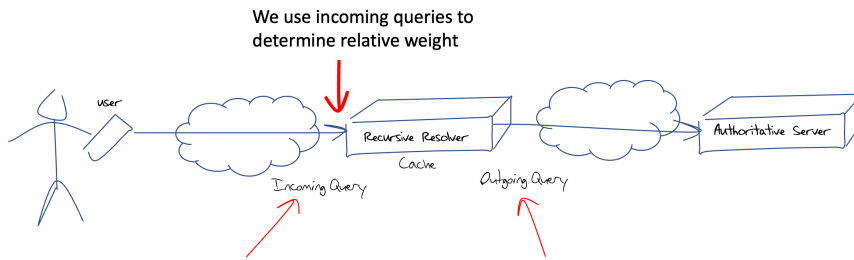 We use incoming queries to
determine relative weight
user
Recursive Resolver
Cache
Authoritative Server
Incoming Query
Outgoing Query